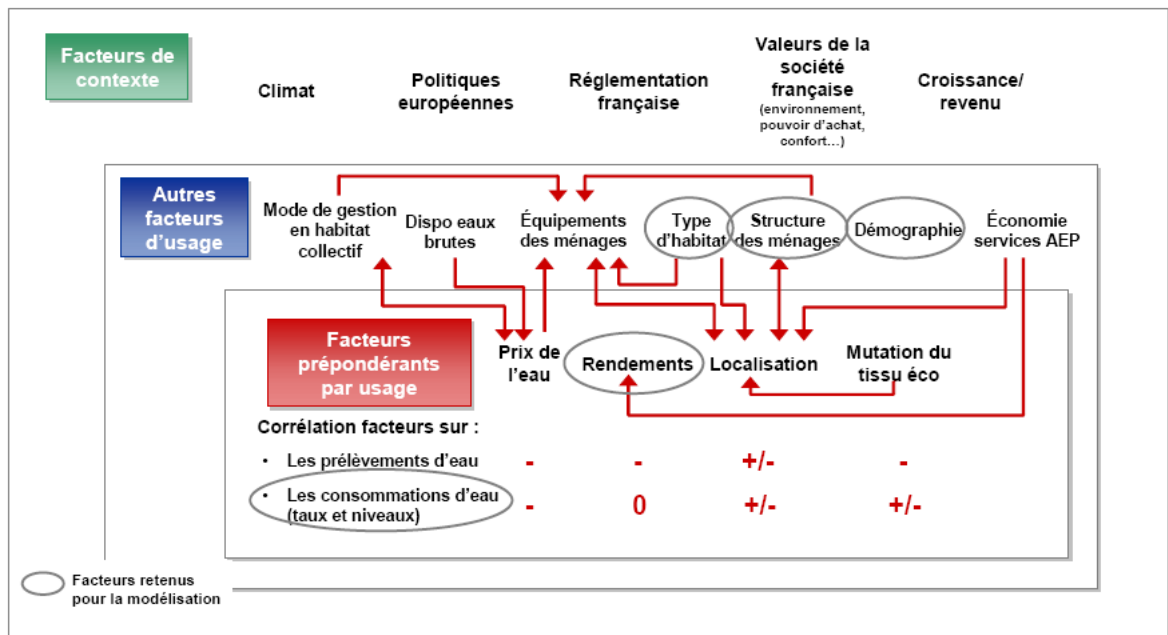 Facteurs de
contexte
Climat
Politiques
européennes
Réglementation
française
Valeurs de la
société
française
(environnement,
pouvoir d'achat,
confort…)
Croissance/
revenu
Autres
facteurs
d'usage
Mode de gestion
en habitat
collectif
Dispo eaux
brutes
Équipements
des ménages
Type
d'habitat
Structure
des ménages
Démographie
Économie
services AEP
Facteurs
prépondérants
par usage
Prix de
l'eau
Rendements
Localisation
Mutation du
tissu éco
Corrélation facteurs sur :
• Les prélèvements d'eau - - +/- -
• Les consommations d'eau
(taux et niveaux) - 0 +/- +/-
Facteurs retenus
pour la modélisation